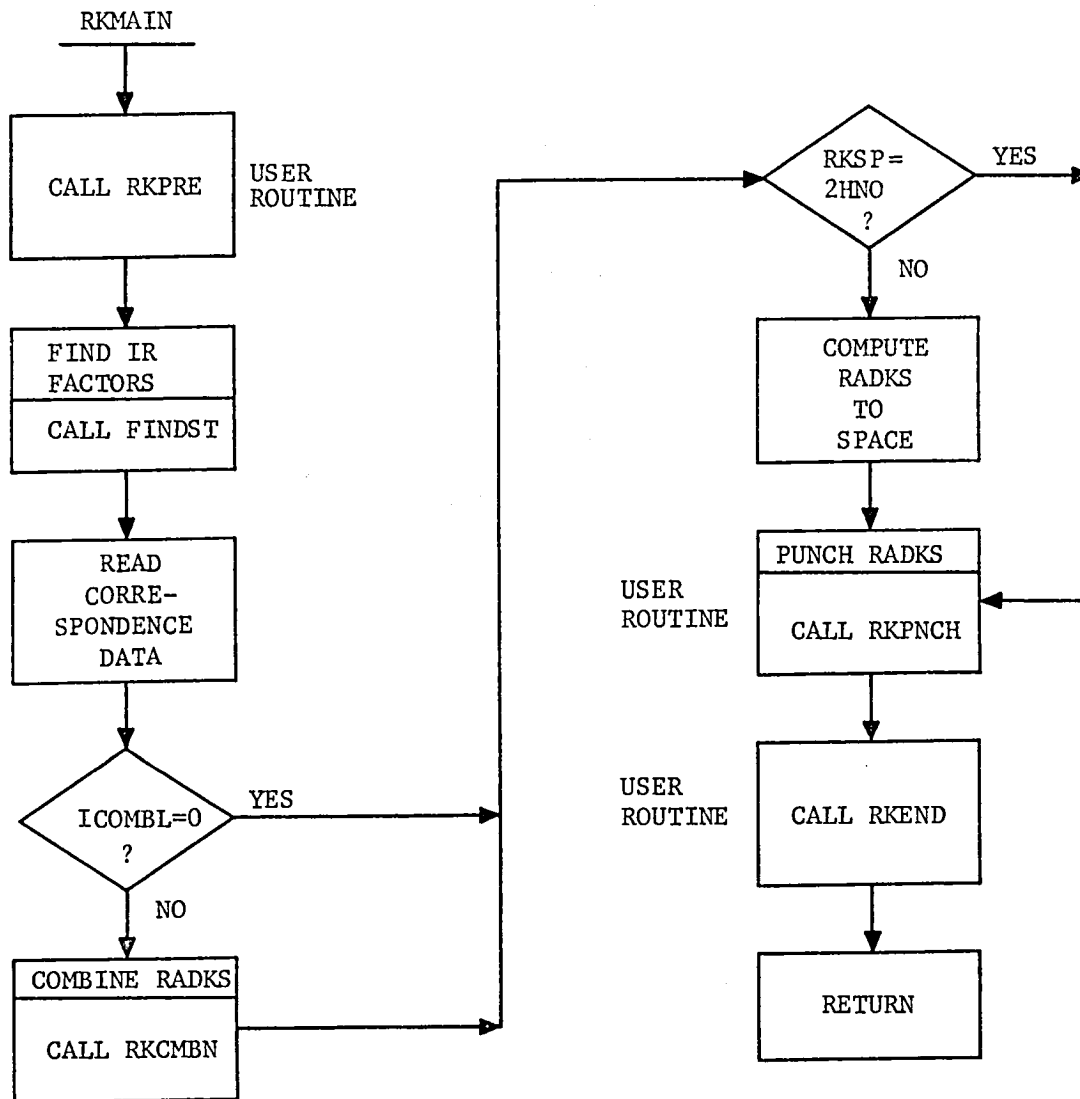 RKMAIN
CALL RKPRE
USER
ROUTINE
FIND IR
FACTORS
CALL FINDST
READ
CORRE-
SPONDENCE
DATA
ICOMBL=0
?
YES
NO
COMBINE RADKS
CALL RKCMBN
RKSP=
2HNO
?
YES
NO
COMPUTE
RADKS
TO
SPACE
USER
ROUTINE
PUNCH RADKS
CALL RKPNCH
USER
ROUTINE
CALL RKEND
RETURN